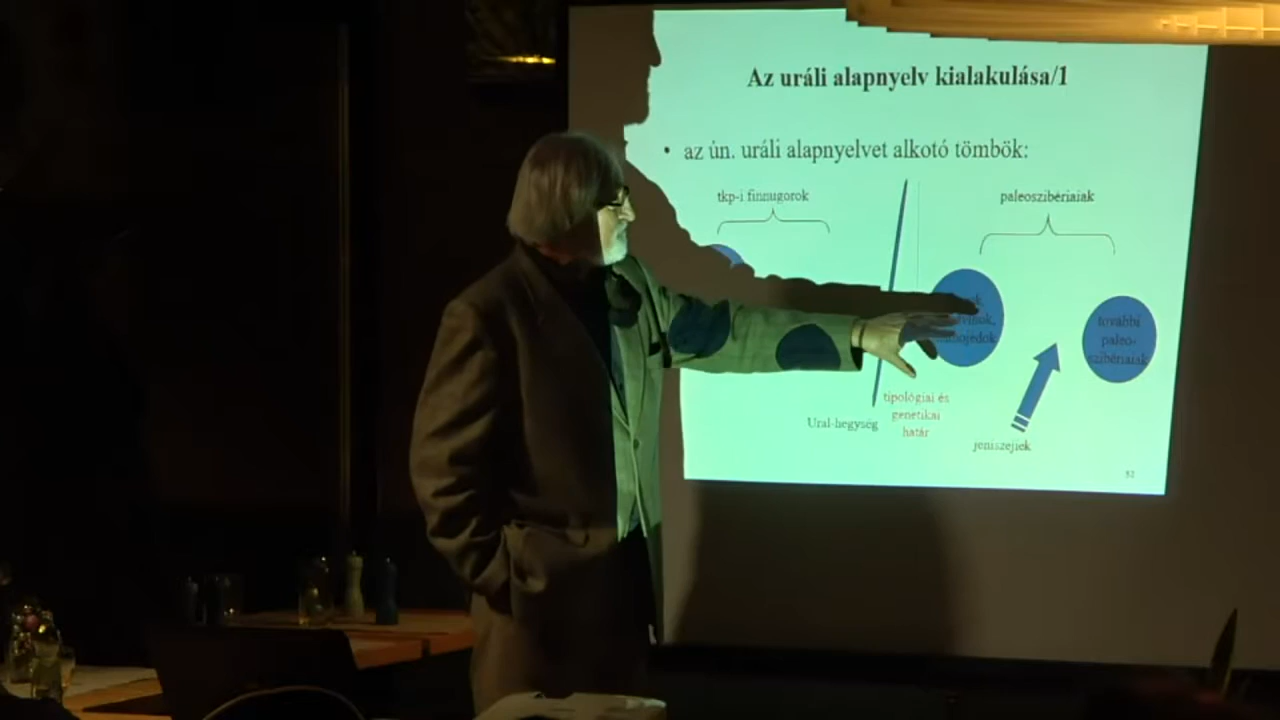 Az uráli alapnyelv kialakulása/1
• az ún. uráli alapnyelvet alkotó tömbök:
tkp-i finnugorok
paleoszibériaiak
további
paleo-
szibériaiak
Ural-hegység
tipológiai és
genetikai
határ
jeniszejiek
52